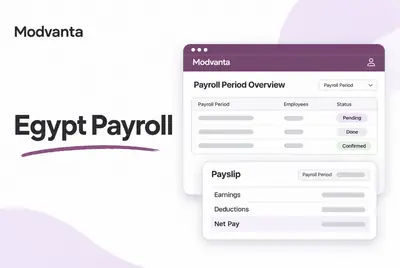 Modvanta
Egypt Payroll
Modvanta
Payroll Period Overview
Payroll Period
Payroll Period Employees Status
Pending
Done
Confirmed
Payslip
Payroll Period
Earnings
Deductions
Net Pay